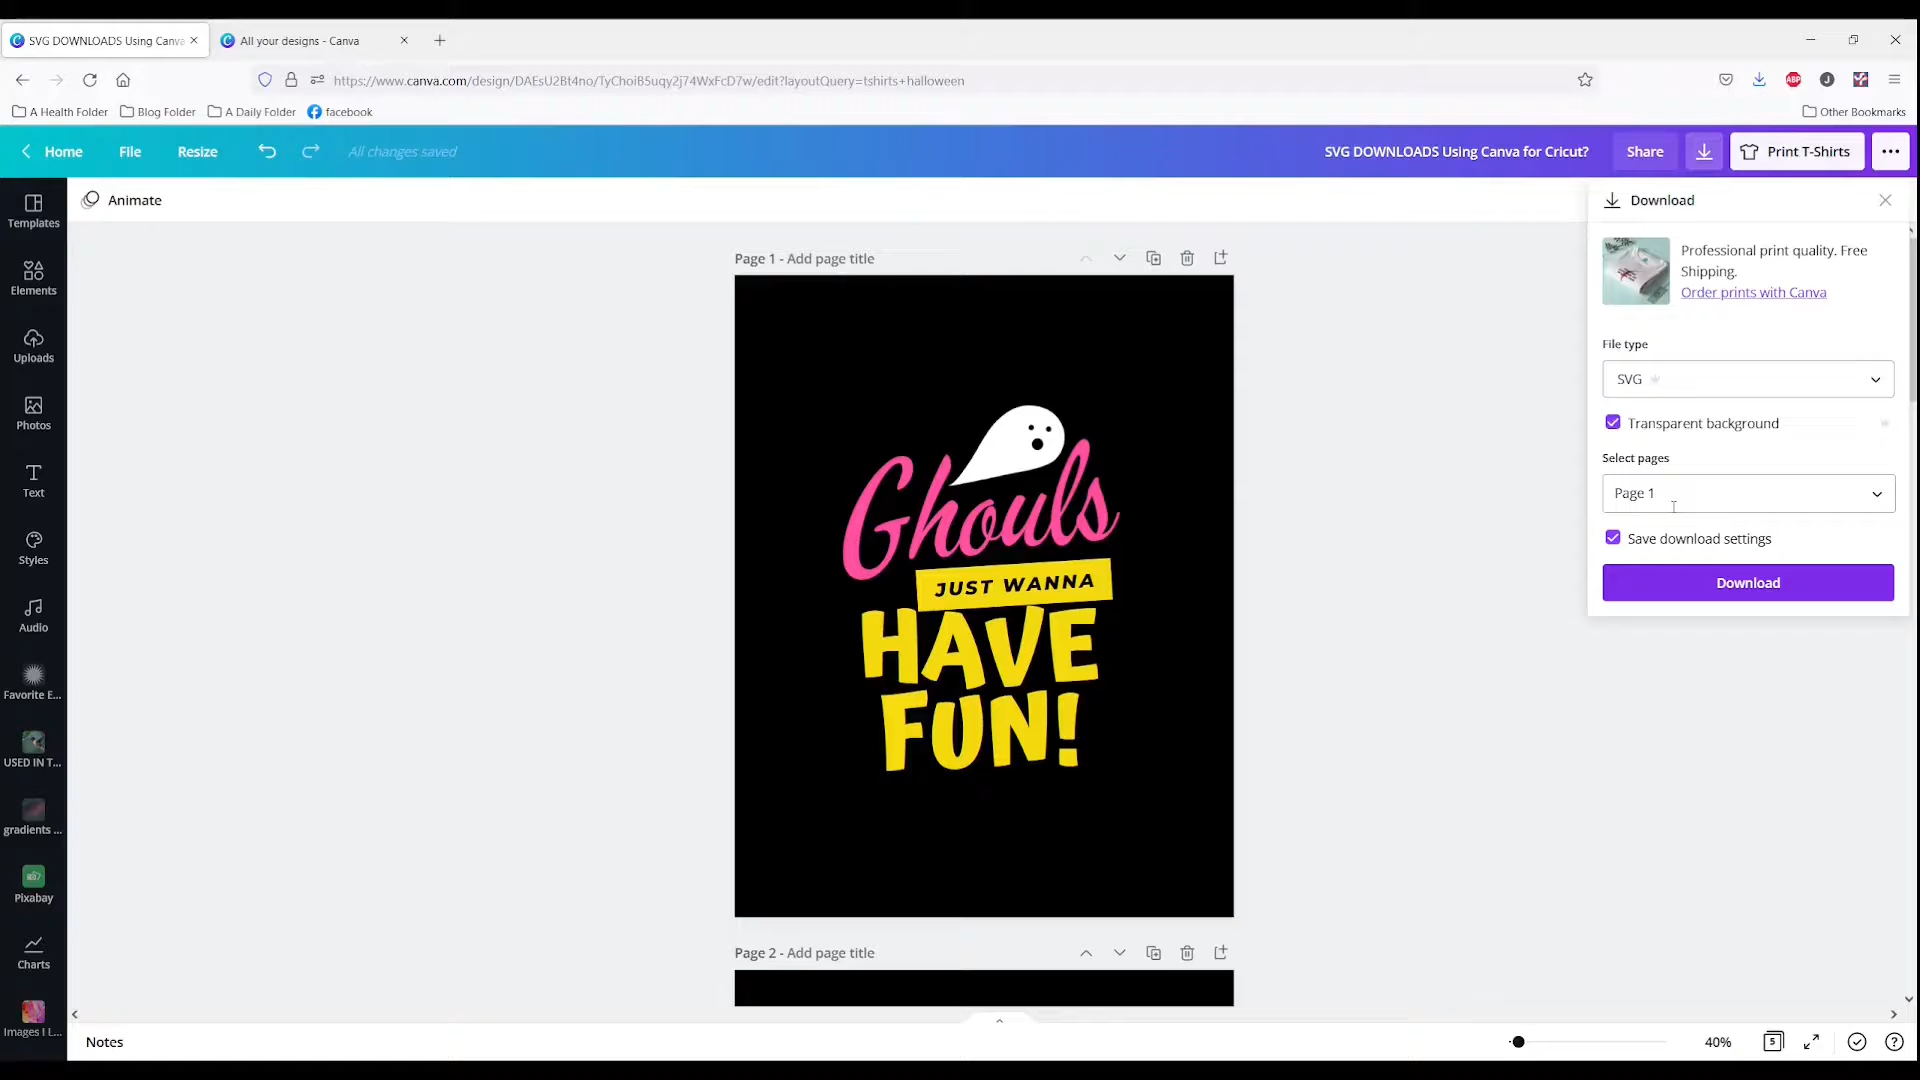 SVG DOWNLOADS Using Canva
All your designs - Canva
https://www.canva.com/design/DAEsU2Bt4no/TyChoiB5uqy2j74WxFcD7w/edit?layoutQuery=tshirts+halloween
ABP
J
A Health Folder
Blog Folder
A Daily Folder
facebook
Other Bookmarks
Home
File
Resize
All changes saved
SVG DOWNLOADS Using Canva for Cricut?
Share
Print T-Shirts
Templates
Elements
Uploads
Photos
Text
Styles
Audio
Favorite E...
USED IN T...
gradients ...
Pixabay
Charts
Images I L...
Animate
Page 1 - Add page title
Ghouls
JUST WANNA
HAVE
FUN!
Page 2 - Add page title
Download
Professional print quality. Free
Shipping.
Order prints with Canva
File type
SVG
Transparent background
Select pages
Page 1
Save download settings
Download
Notes
40%
5